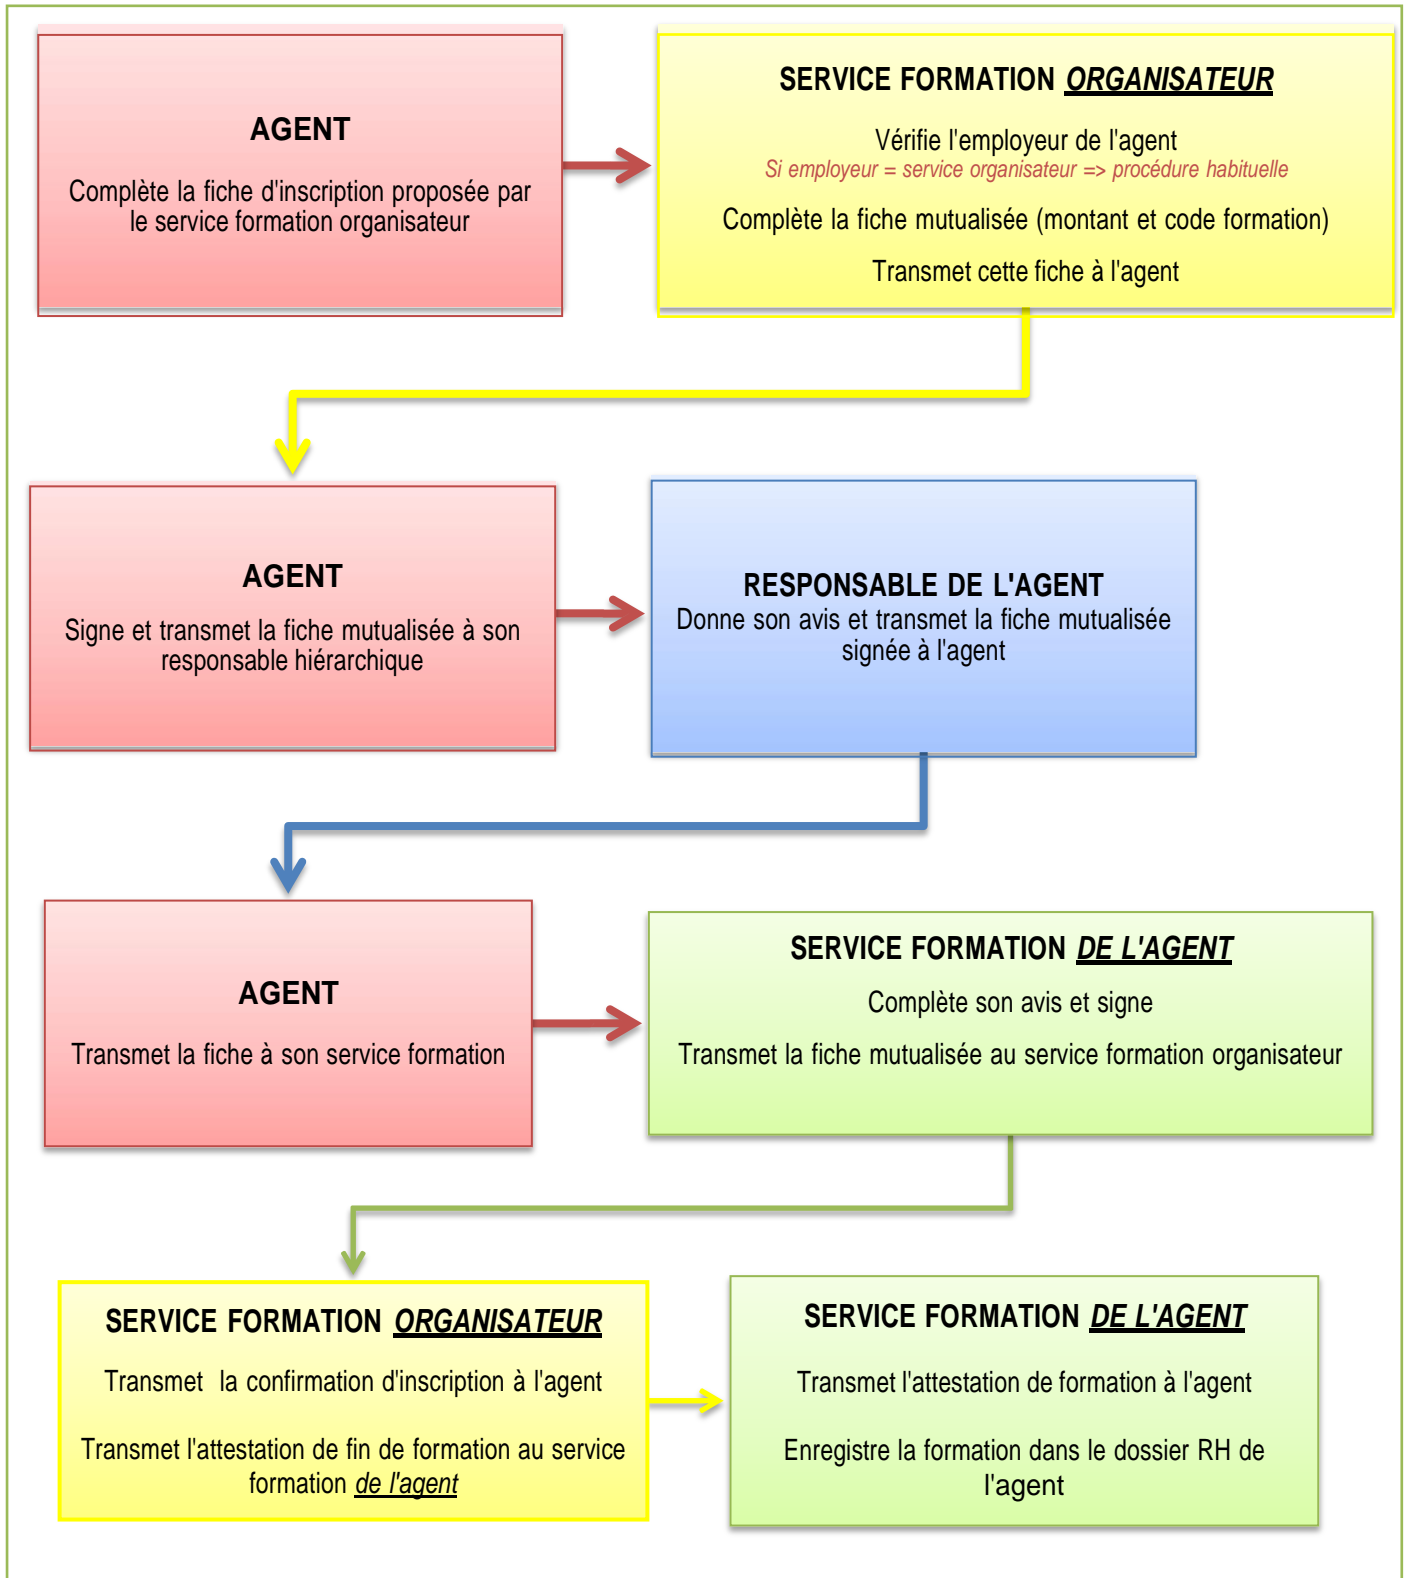 AGENT
Complète la fiche d'inscription proposée par
le service formation organisateur
SERVICE FORMATION ORGANISATEUR
Vérifie l'employeur de l'agent
Si employeur = service organisateur => procédure habituelle
Complète la fiche mutualisée (montant et code formation)
Transmet cette fiche à l'agent
AGENT
Signe et transmet la fiche mutualisée à son
responsable hiérarchique
RESPONSABLE DE L'AGENT
Donne son avis et transmet la fiche mutualisée
signée à l'agent
AGENT
Transmet la fiche à son service formation
SERVICE FORMATION DE L'AGENT
Complète son avis et signe
Transmet la fiche mutualisée au service formation organisateur
SERVICE FORMATION ORGANISATEUR
Transmet la confirmation d'inscription à l'agent
Transmet l'attestation de fin de formation au service
formation de l'agent
SERVICE FORMATION DE L'AGENT
Transmet l'attestation de formation à l'agent
Enregistre la formation dans le dossier RH de
l'agent